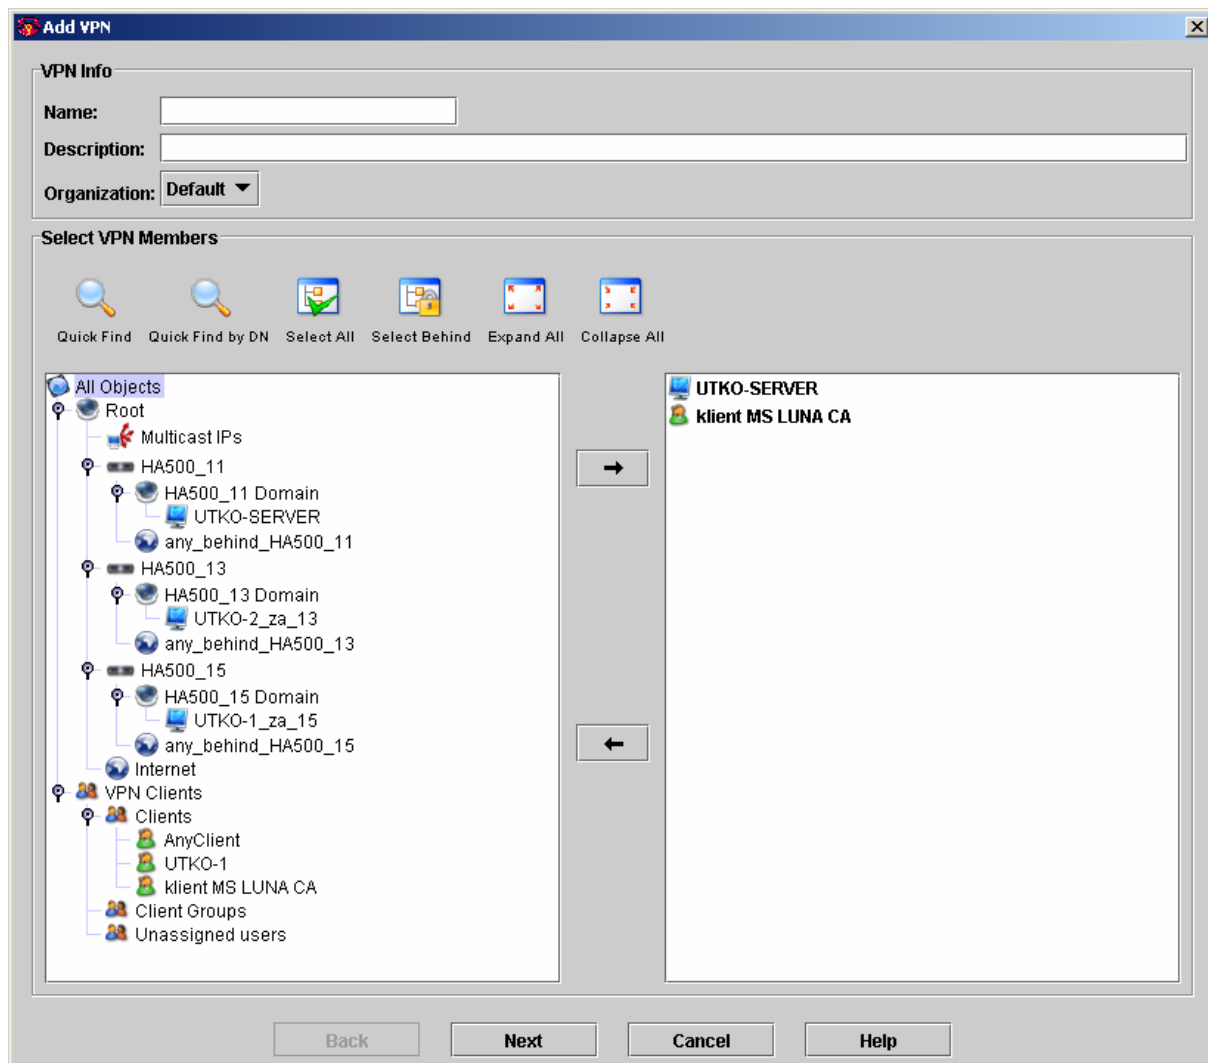 Add VPN
VPN Info
Name:
Description:
Organization: Default
Select VPN Members
Quick Find Quick Find by DN Select All Select Behind Expand All Collapse All
All Objects
Root
Multicast IPs
HA500_11
HA500_11 Domain
UTKO-SERVER
any_behind_HA500_11
HA500_13
HA500_13 Domain
UTKO-2_za_13
any_behind_HA500_13
HA500_15
HA500_15 Domain
UTKO-1_za_15
any_behind_HA500_15
Internet
VPN Clients
Clients
AnyClient
UTKO-1
klient MS LUNA CA
Client Groups
Unassigned users
UTKO-SERVER
klient MS LUNA CA
Back Next Cancel Help